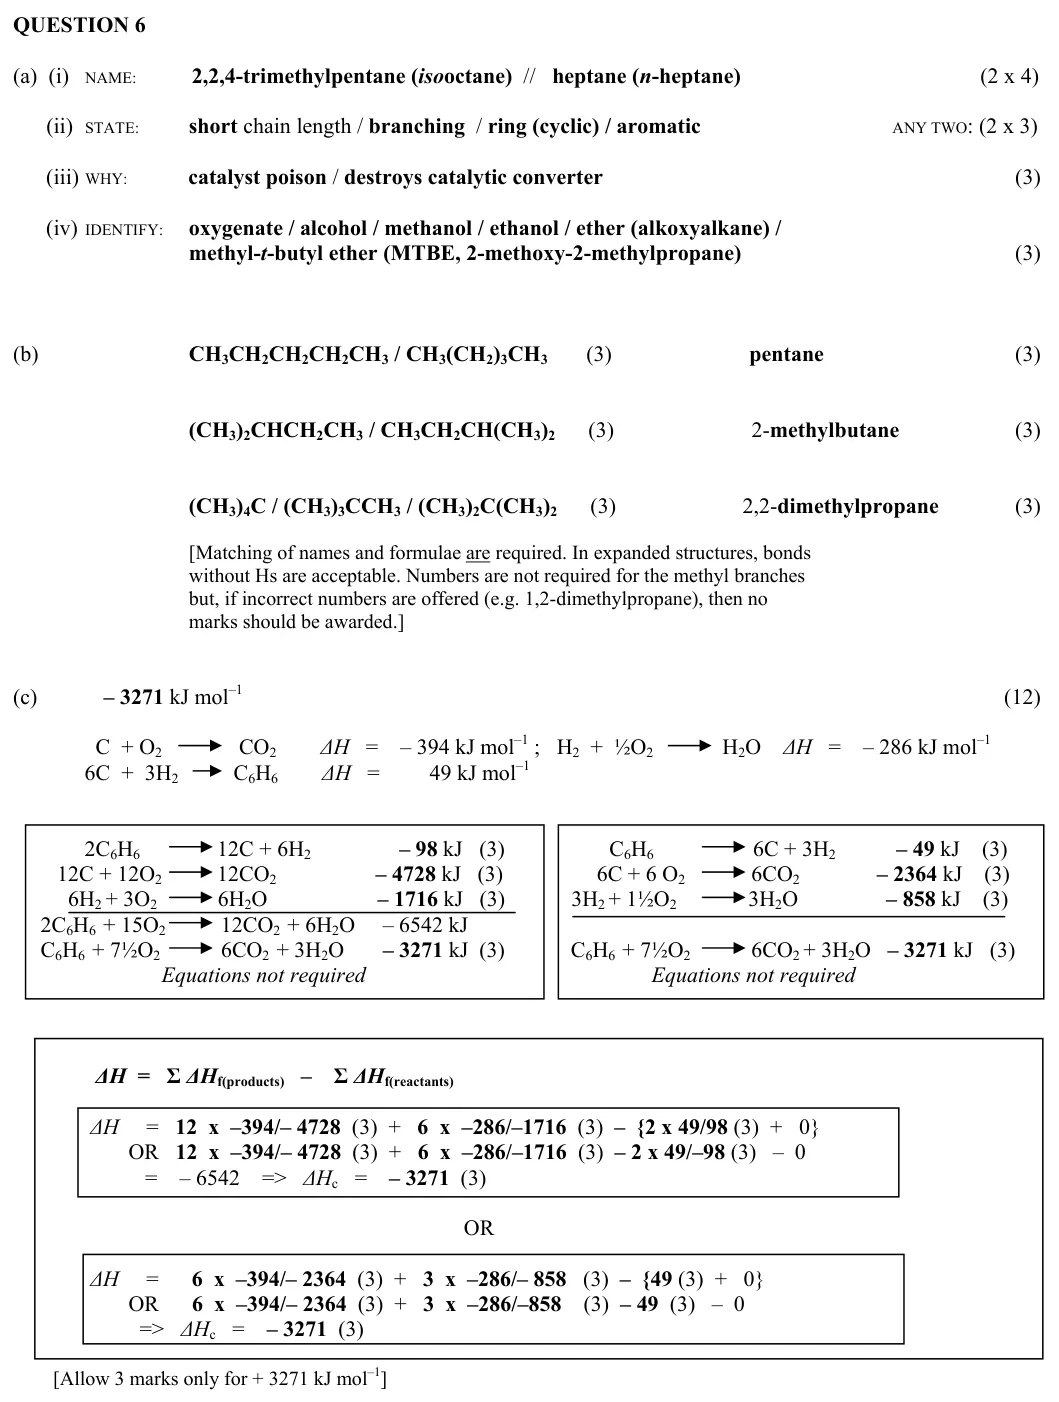 QUESTION 6
(a) (i) NAME: 2,2,4-trimethylpentane (isooctane) // heptane (n-heptane) (2 x 4)
(ii) STATE: short chain length / branching / ring (cyclic) / aromatic ANY TWO: (2 x 3)
(iii) WHY: catalyst poison / destroys catalytic converter (3)
(iv) IDENTIFY: oxygenate / alcohol / methanol / ethanol / ether (alkoxyalkane) /
methyl-t-butyl ether (MTBE, 2-methoxy-2-methylpropane) (3)
(b) CH₃CH₂CH₂CH₂CH₃ / CH₃(CH₂)₃CH₃ (3) pentane (3)
(CH₃)₂CHCH₂CH₃ / CH₃CH₂CH(CH₃)₂ (3) 2-methylbutane (3)
(CH₃)₄C / (CH₃)₃CCH₃ / (CH₃)₂C(CH₃)₂ (3) 2,2-dimethylpropane (3)
[Matching of names and formulae are required. In expanded structures, bonds
without Hs are acceptable. Numbers are not required for the methyl branches
but, if incorrect numbers are offered (e.g. 1,2-dimethylpropane), then no
marks should be awarded.]
(c) – 3271 kJ mol⁻¹ (12)
C + O₂ → CO₂ ΔH = – 394 kJ mol⁻¹ ; H₂ + ½O₂ → H₂O ΔH = – 286 kJ mol⁻¹
6C + 3H₂ → C₆H₆ ΔH = 49 kJ mol⁻¹
2C₆H₆ → 12C + 6H₂ – 98 kJ (3)
12C + 12O₂ → 12CO₂ – 4728 kJ (3)
6H₂ + 3O₂ → 6H₂O – 1716 kJ (3)
2C₆H₆ + 15O₂ → 12CO₂ + 6H₂O – 6542 kJ
C₆H₆ + 7½O₂ → 6CO₂ + 3H₂O – 3271 kJ (3)
Equations not required
C₆H₆ → 6C + 3H₂ – 49 kJ (3)
6C + 6 O₂ → 6CO₂ – 2364 kJ (3)
3H₂ + 1½O₂ → 3H₂O – 858 kJ (3)
C₆H₆ + 7½O₂ → 6CO₂ + 3H₂O – 3271 kJ (3)
Equations not required
ΔH = Σ ΔHf(products) – Σ ΔHf(reactants)
ΔH = 12 x –394/– 4728 (3) + 6 x –286/–1716 (3) – {2 x 49/98 (3) + 0}
OR 12 x –394/– 4728 (3) + 6 x –286/–1716 (3) – 2 x 49/–98 (3) – 0
= – 6542 => ΔHc = – 3271 (3)
OR
ΔH = 6 x –394/– 2364 (3) + 3 x –286/– 858 (3) – {49 (3) + 0}
OR 6 x –394/– 2364 (3) + 3 x –286/–858 (3) – 49 (3) – 0
=> ΔHc = – 3271 (3)
[Allow 3 marks only for + 3271 kJ mol⁻¹]